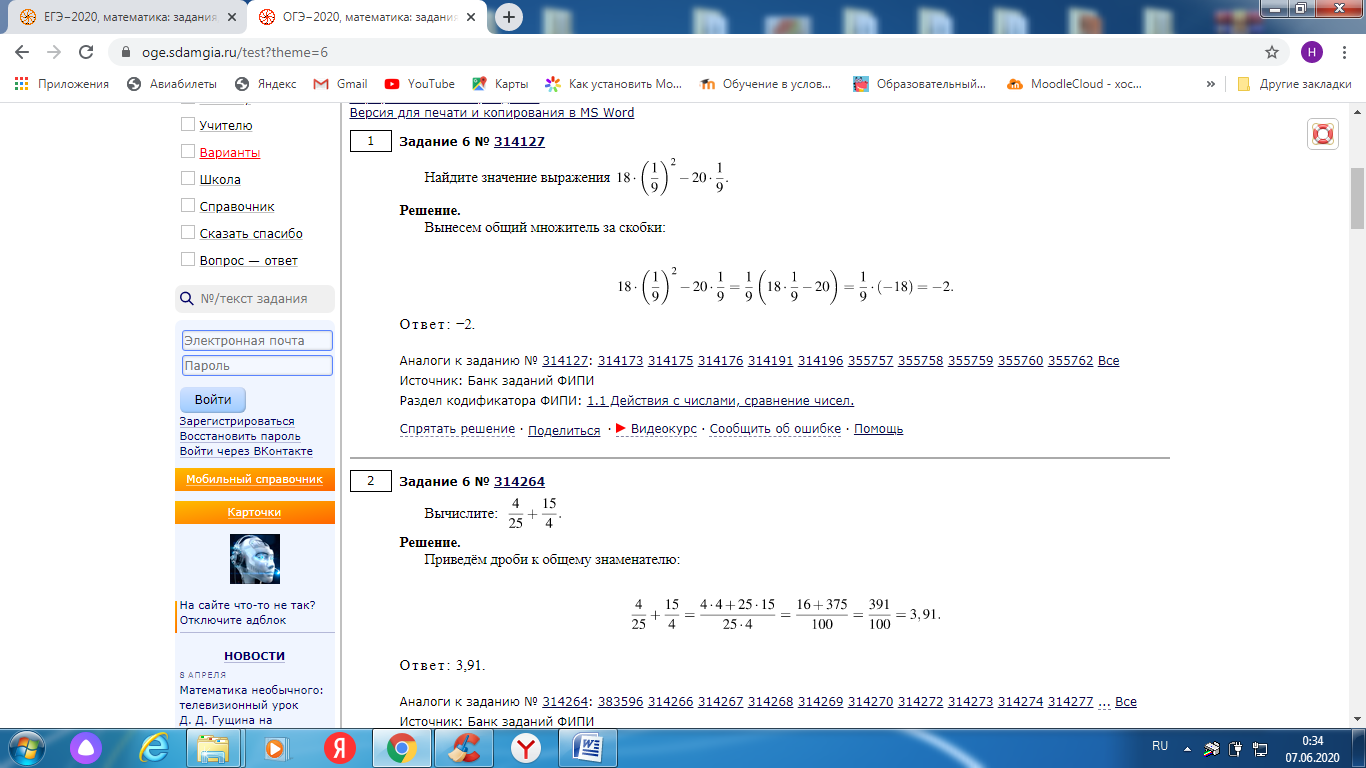 ЕГЭ–2020, математика: задания
ОГЭ–2020, математика: задания
oge.sdamgia.ru/test?theme=6
Н
Приложения
Авиабилеты
Яндекс
Gmail
YouTube
Карты
Как установить Mo...
Обучение в услов...
Образовательный...
MoodleCloud - хос...
»
Другие закладки
Учителю
Варианты
Школа
Справочник
Сказать спасибо
Вопрос — ответ
№/текст задания
Электронная почта
Пароль
Войти
Зарегистрироваться
Восстановить пароль
Войти через ВКонтакте
Мобильный справочник
Карточки
На сайте что-то не так?
Отключите адблок
НОВОСТИ
8 АПРЕЛЯ
Математика необычного:
телевизионный урок
Д. Д. Гущина на
Версия для печати и копирования в MS Word
1 Задание 6 № 314127
Найдите значение выражения 18 · (1/9)² − 20 · 1/9.
Решение.
Вынесем общий множитель за скобки:
18 · (1/9)² − 20 · 1/9 = 1/9 (18 · 1/9 − 20) = 1/9 · (−18) = −2.
Ответ: −2.
Аналоги к заданию № 314127: 314173 314175 314176 314191 314196 355757 355758 355759 355760 355762 Все
Источник: Банк заданий ФИПИ
Раздел кодификатора ФИПИ: 1.1 Действия с числами, сравнение чисел.
Спрятать решение · Поделиться · Видеокурс · Сообщить об ошибке · Помощь
2 Задание 6 № 314264
Вычислите: 4/25 + 15/4.
Решение.
Приведём дроби к общему знаменателю:
4/25 + 15/4 = (4·4+25·15)/(25·4) = (16+375)/100 = 391/100 = 3,91.
Ответ: 3,91.
Аналоги к заданию № 314264: 383596 314266 314267 314268 314269 314270 314272 314273 314274 314277 ... Все
Источник: Банк заданий ФИПИ
RU
0:34
07.06.2020